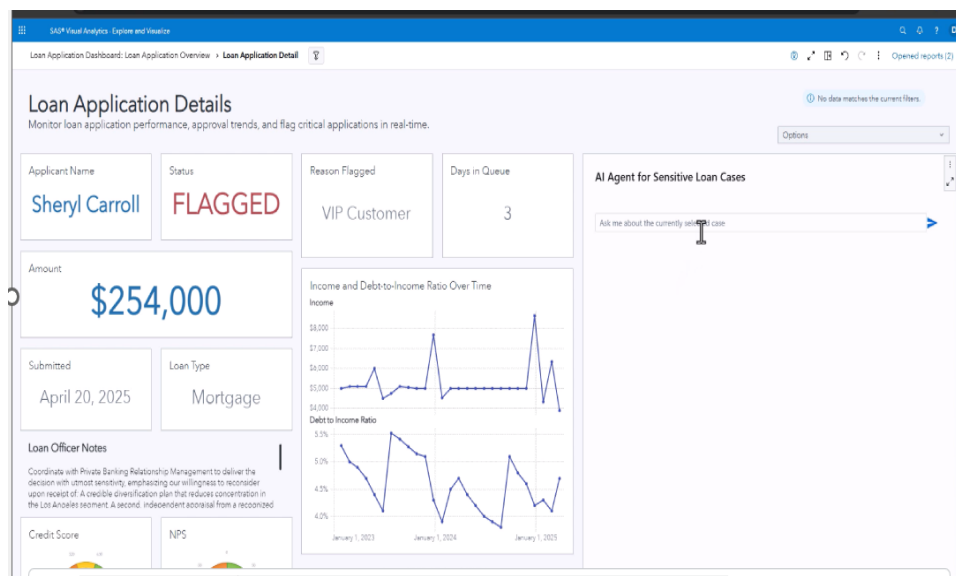 SAS® Visual Analytics - Explore and Visualize
Loan Application Dashboard: Loan Application Overview › Loan Application Detail
Opened reports (2)
Loan Application Details
Monitor loan application performance, approval trends, and flag critical applications in real-time.
No data matches the current filters.
Options
Applicant Name
Sheryl Carroll
Status
FLAGGED
Reason Flagged
VIP Customer
Days in Queue
3
AI Agent for Sensitive Loan Cases
Ask me about the currently selected case
Amount
$254,000
Income and Debt-to-Income Ratio Over Time
Income
$8,000
$7,000
$6,000
$5,000
$4,000
Debt to Income Ratio
5.5%
5.0%
4.5%
4.0%
January 1, 2023
January 1, 2024
January 1, 2025
Submitted
April 20, 2025
Loan Type
Mortgage
Loan Officer Notes
Coordinate with Private Banking Relationship Management to deliver the
decision with utmost sensitivity, emphasizing our willingness to reconsider
upon receipt of: A credible diversification plan that reduces concentration in
the Los Angeles segment. A second, independent appraisal from a recognized
Credit Score
NPS